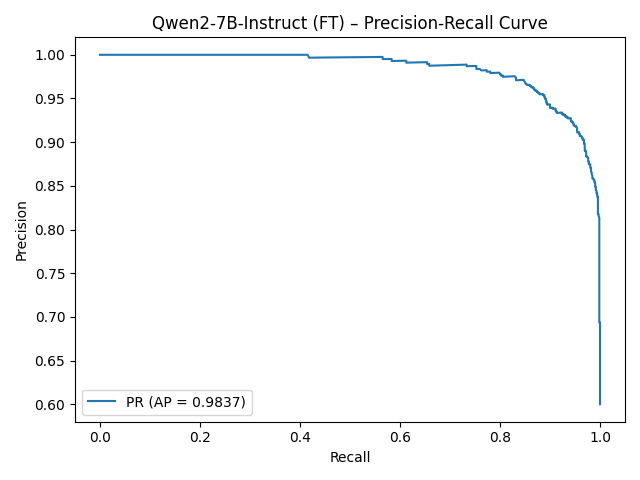 Qwen2-7B-Instruct (FT) – Precision-Recall Curve
1.00
0.95
0.90
0.85
0.80
0.75
0.70
0.65
0.60
Precision
PR (AP = 0.9837)
0.0 0.2 0.4 0.6 0.8 1.0
Recall